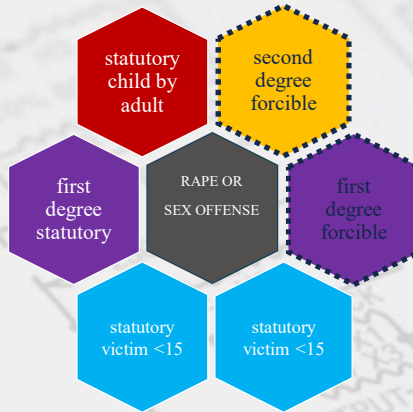 statutory
child by
adult
second
degree
forcible
first
degree
statutory
RAPE OR
SEX OFFENSE
first
degree
forcible
statutory
victim <15
statutory
victim <15